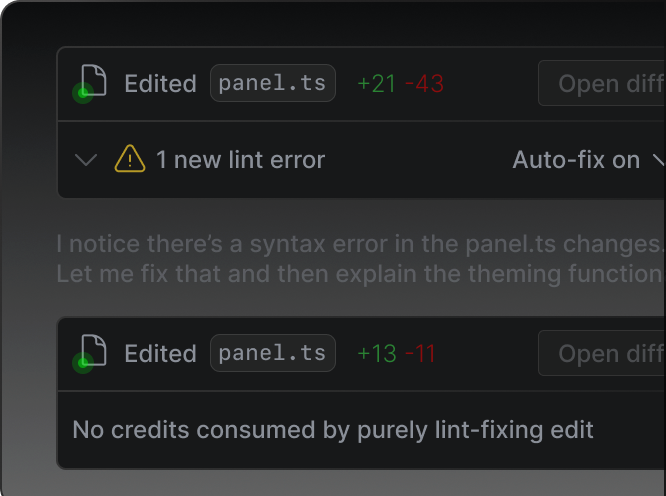 Edited panel.ts +21 -43 Open diff
1 new lint error Auto-fix on
I notice there’s a syntax error in the panel.ts changes.
Let me fix that and then explain the theming function
Edited panel.ts +13 -11 Open diff
No credits consumed by purely lint-fixing edit